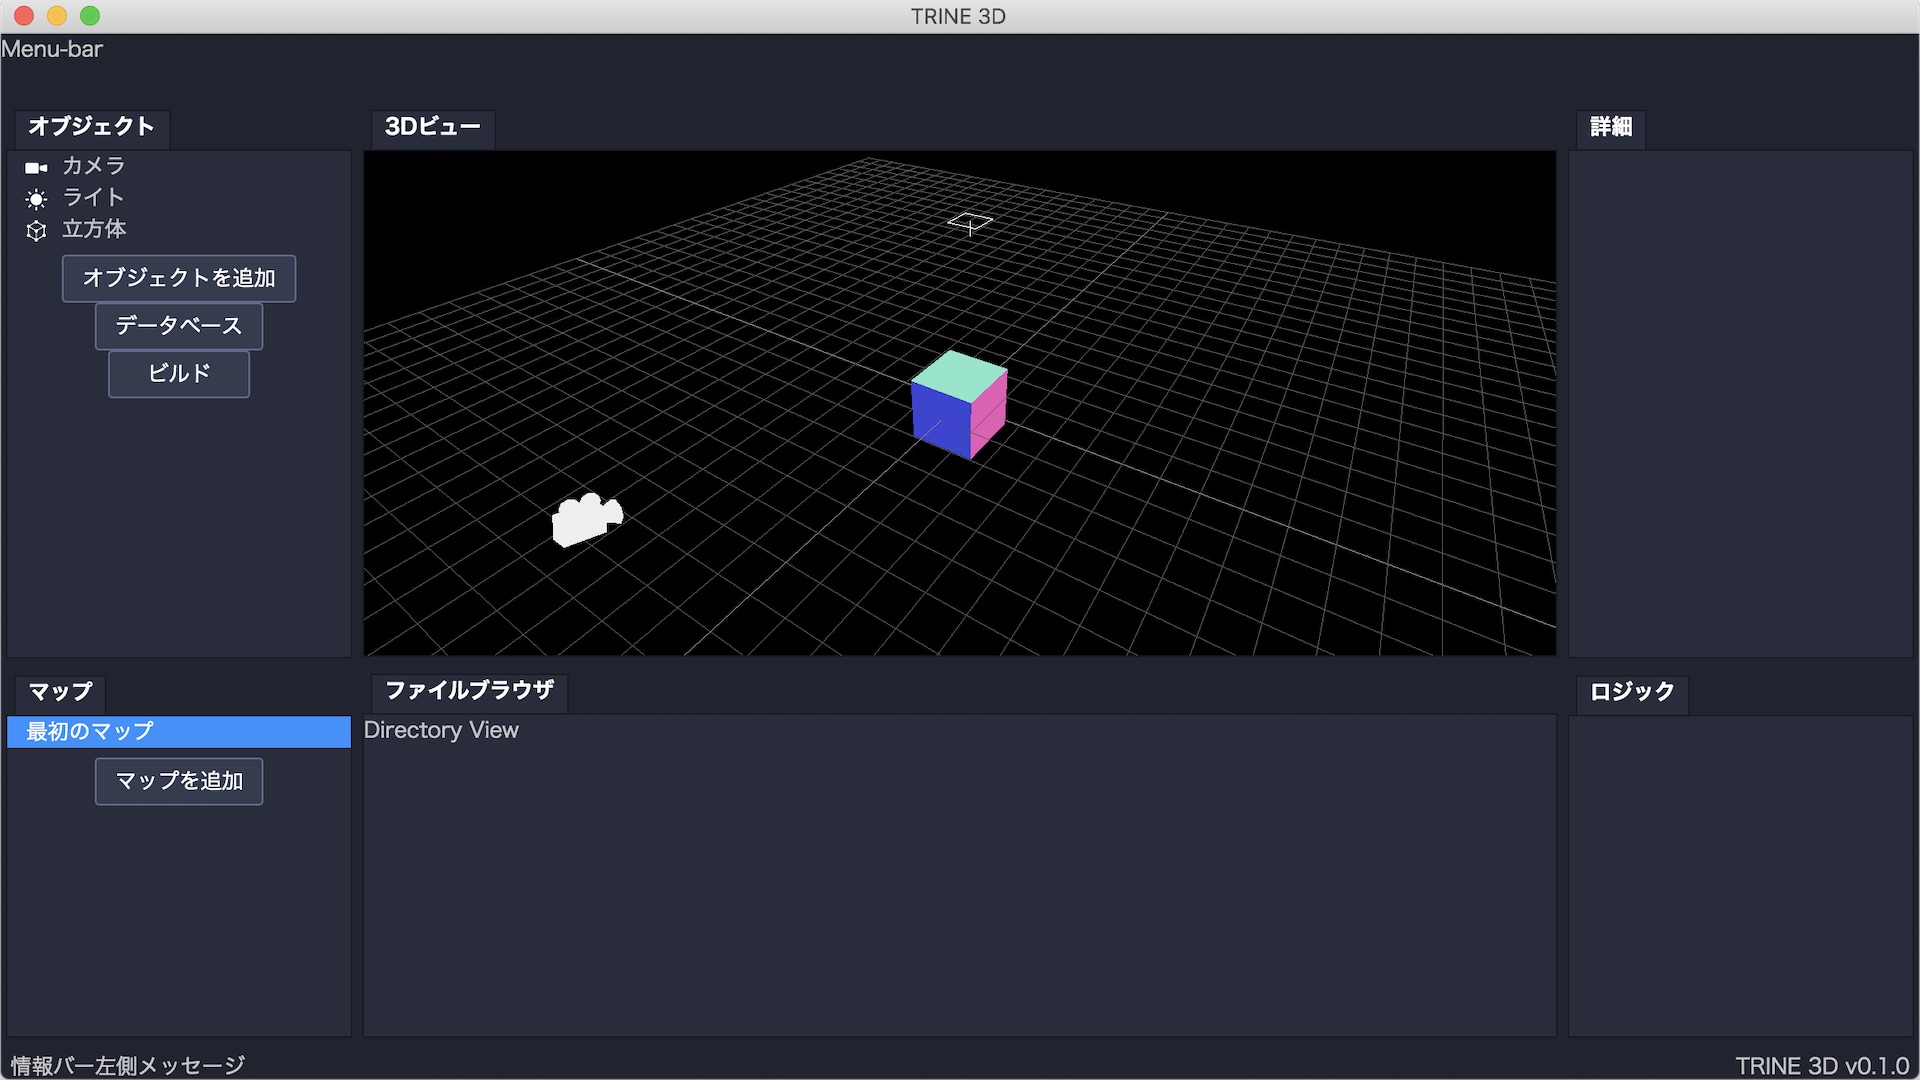 TRINE 3D
Menu-bar
オブジェクト
カメラ
ライト
立方体
オブジェクトを追加
データベース
ビルド
3Dビュー
詳細
マップ
最初のマップ
マップを追加
ファイルブラウザ
Directory View
ロジック
情報バー左側メッセージ
TRINE 3D v0.1.0